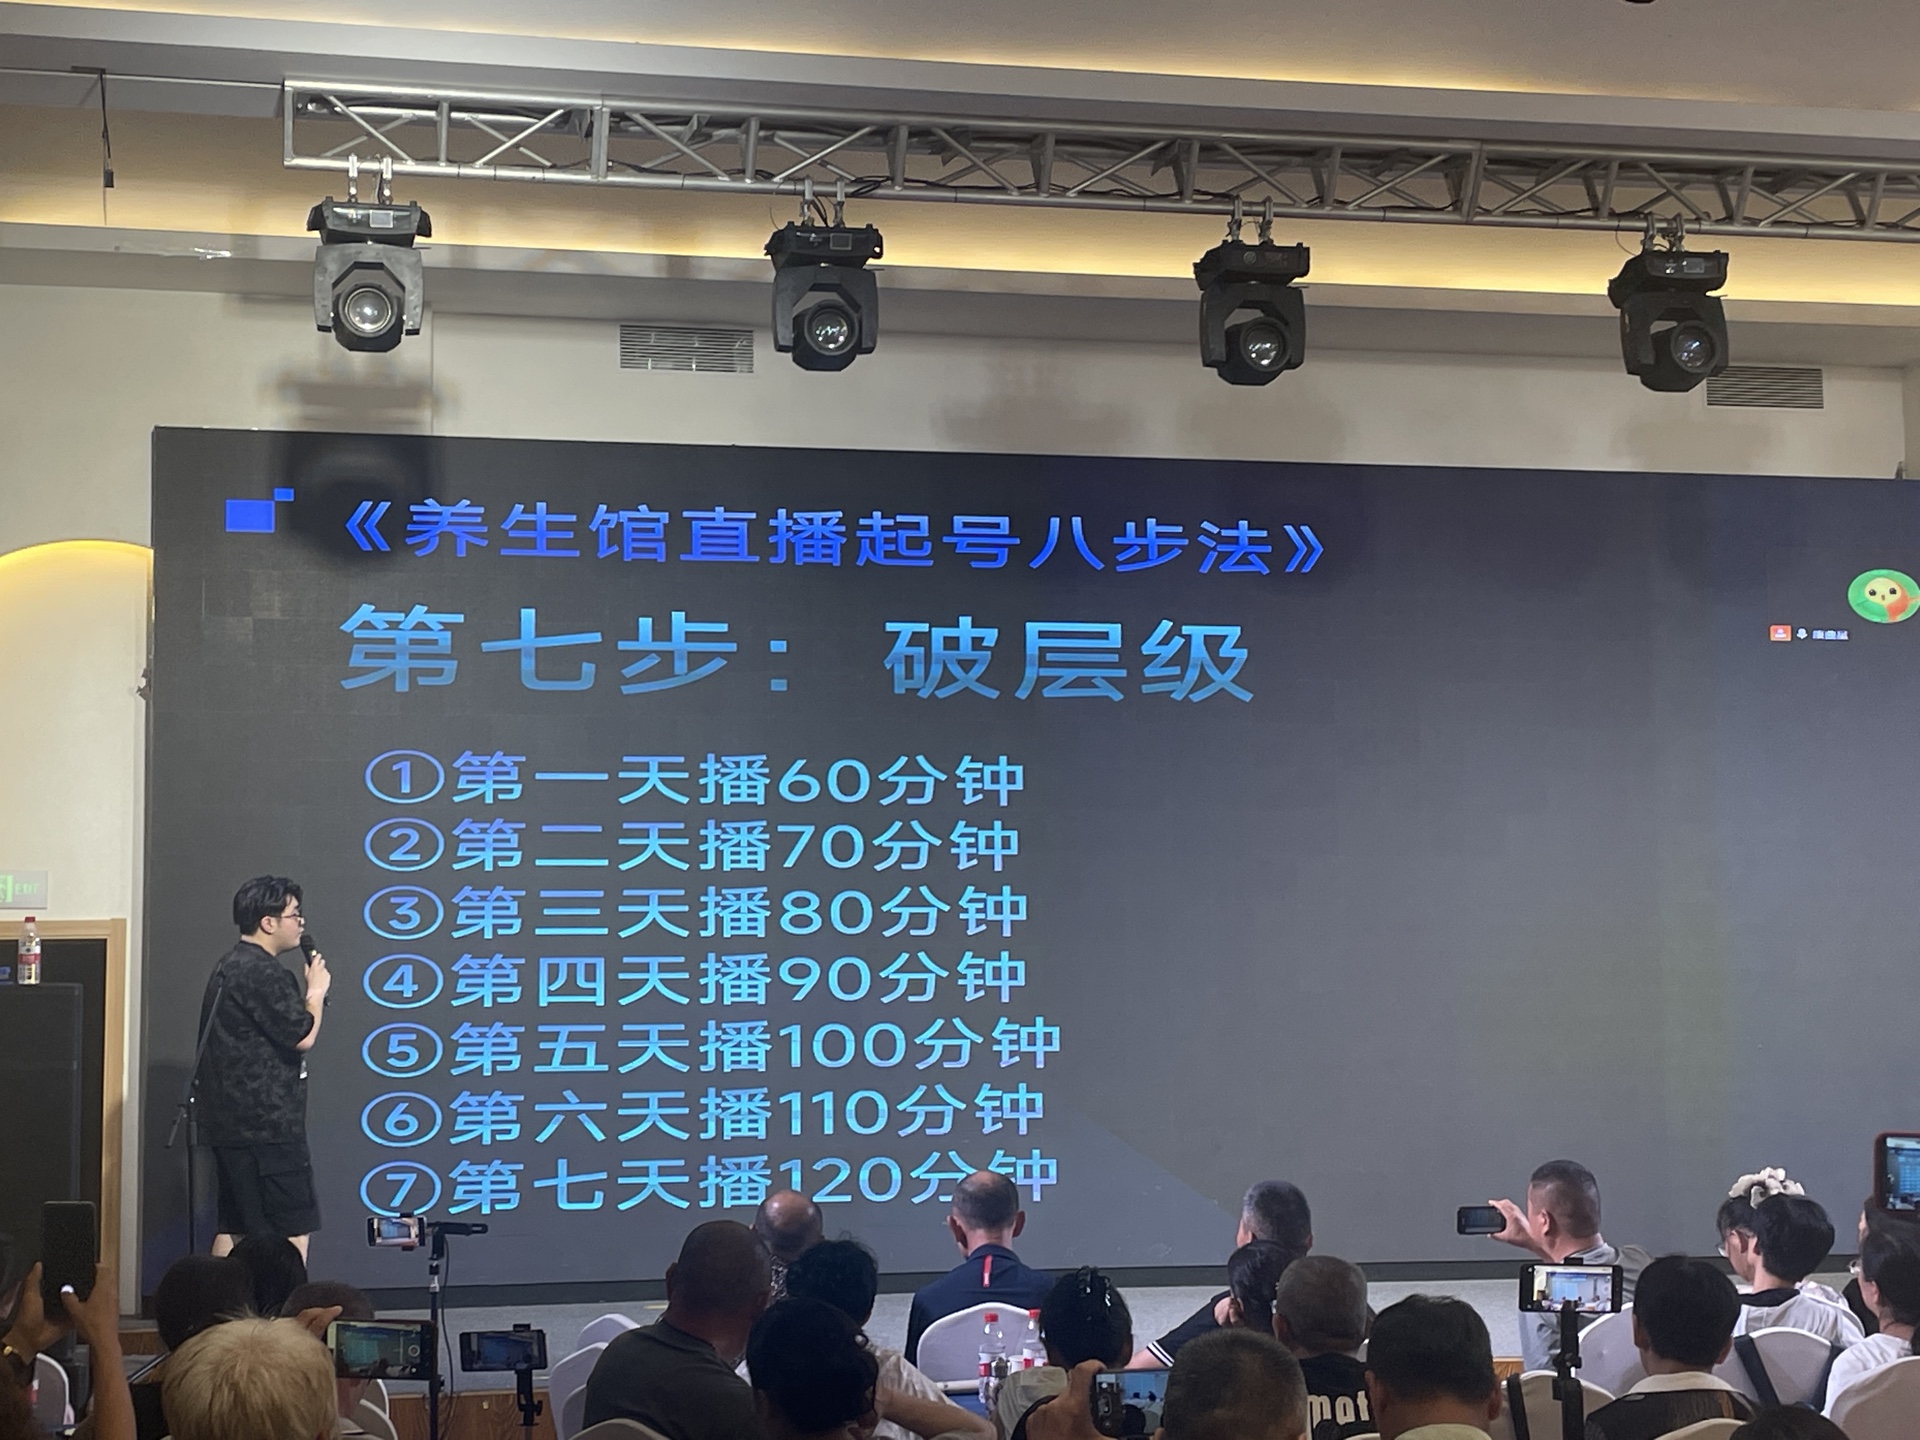 《养生馆直播起号八步法》
第七步：破层级
①第一天播60分钟
②第二天播70分钟
③第三天播80分钟
④第四天播90分钟
⑤第五天播100分钟
⑥第六天播110分钟
⑦第七天播120分钟
EXIT